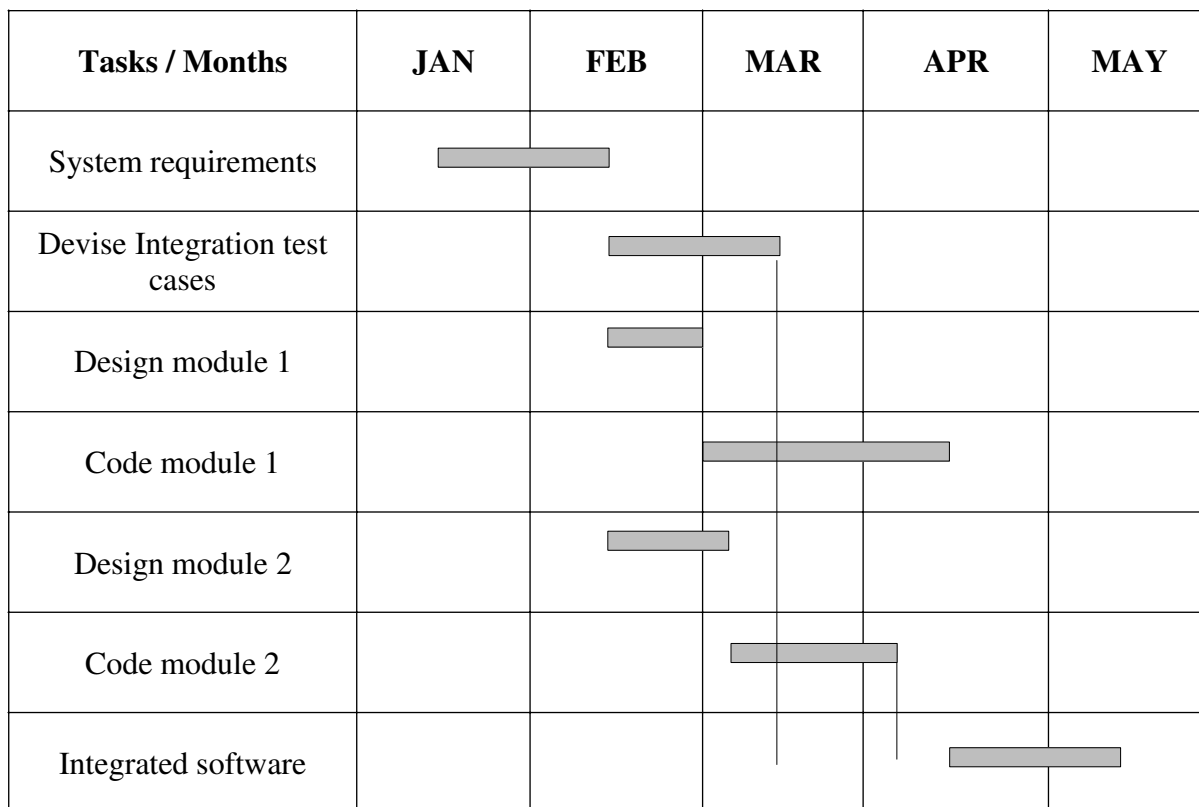 Tasks / Months JAN FEB MAR APR MAY
System requirements
Devise Integration test
cases
Design module 1
Code module 1
Design module 2
Code module 2
Integrated software